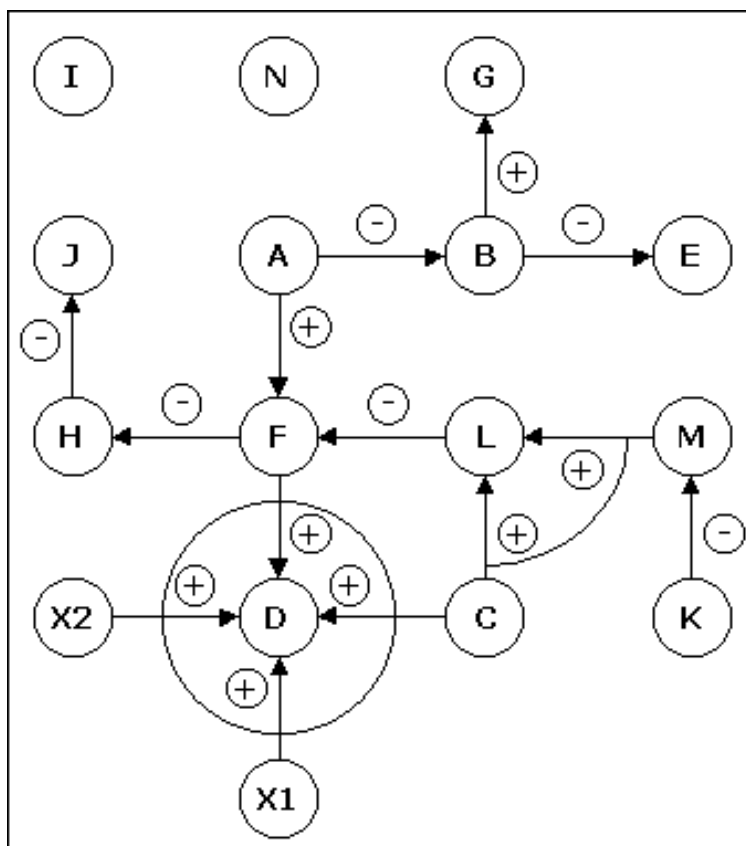 I N G
+
- -
J A B E
- +
- -
H F L M
+
+ + -
+ +
X2 D C K
+
X1